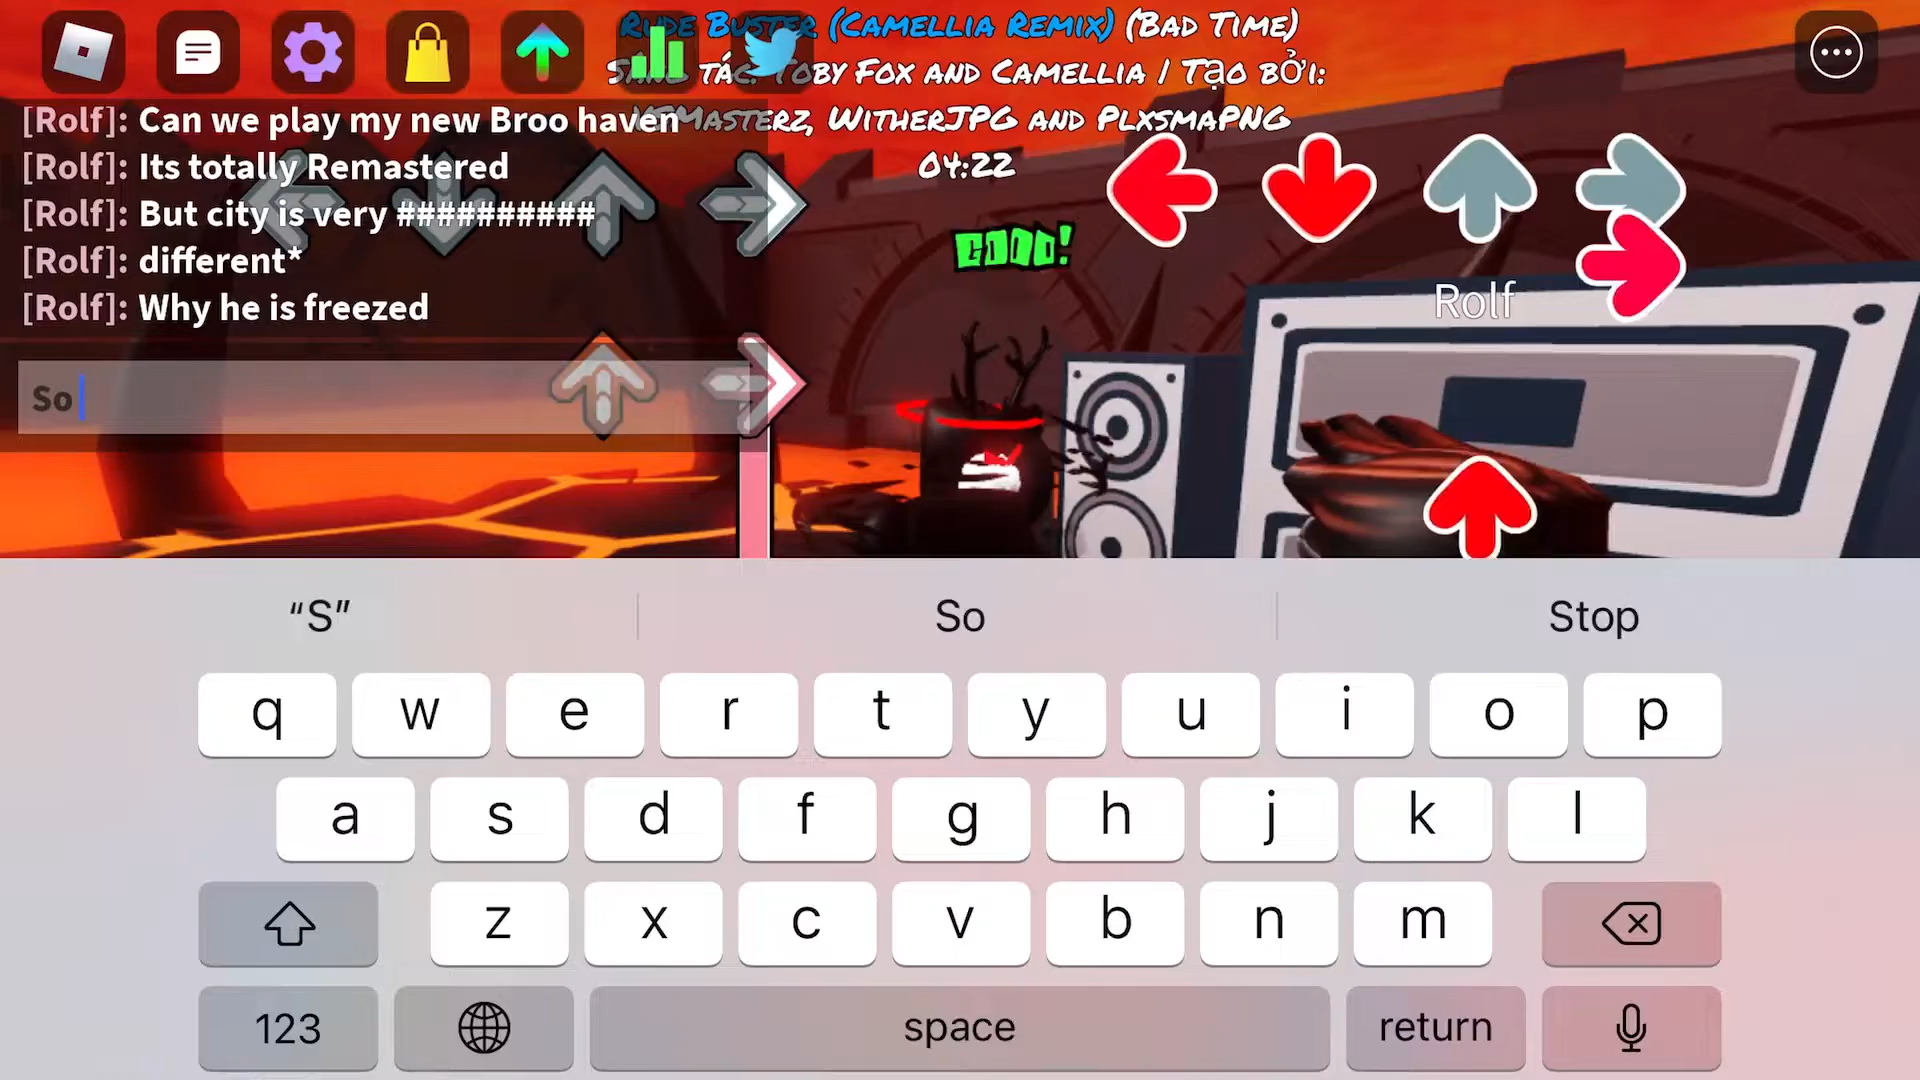 Rude Buster (Camellia Remix) (Bad Time)
tác: Toby Fox and Camellia | Tạo bởi:
Masterz, WitherJPG and PlxsmaPNG
04:22
[Rolf]: Can we play my new Broo haven
[Rolf]: Its totally Remastered
[Rolf]: But city is very ##########
[Rolf]: different*
[Rolf]: Why he is freezed
GOOD!
Rolf
So
“S” So Stop
q w e r t y u i o p
a s d f g h j k l
z x c v b n m
123 space return